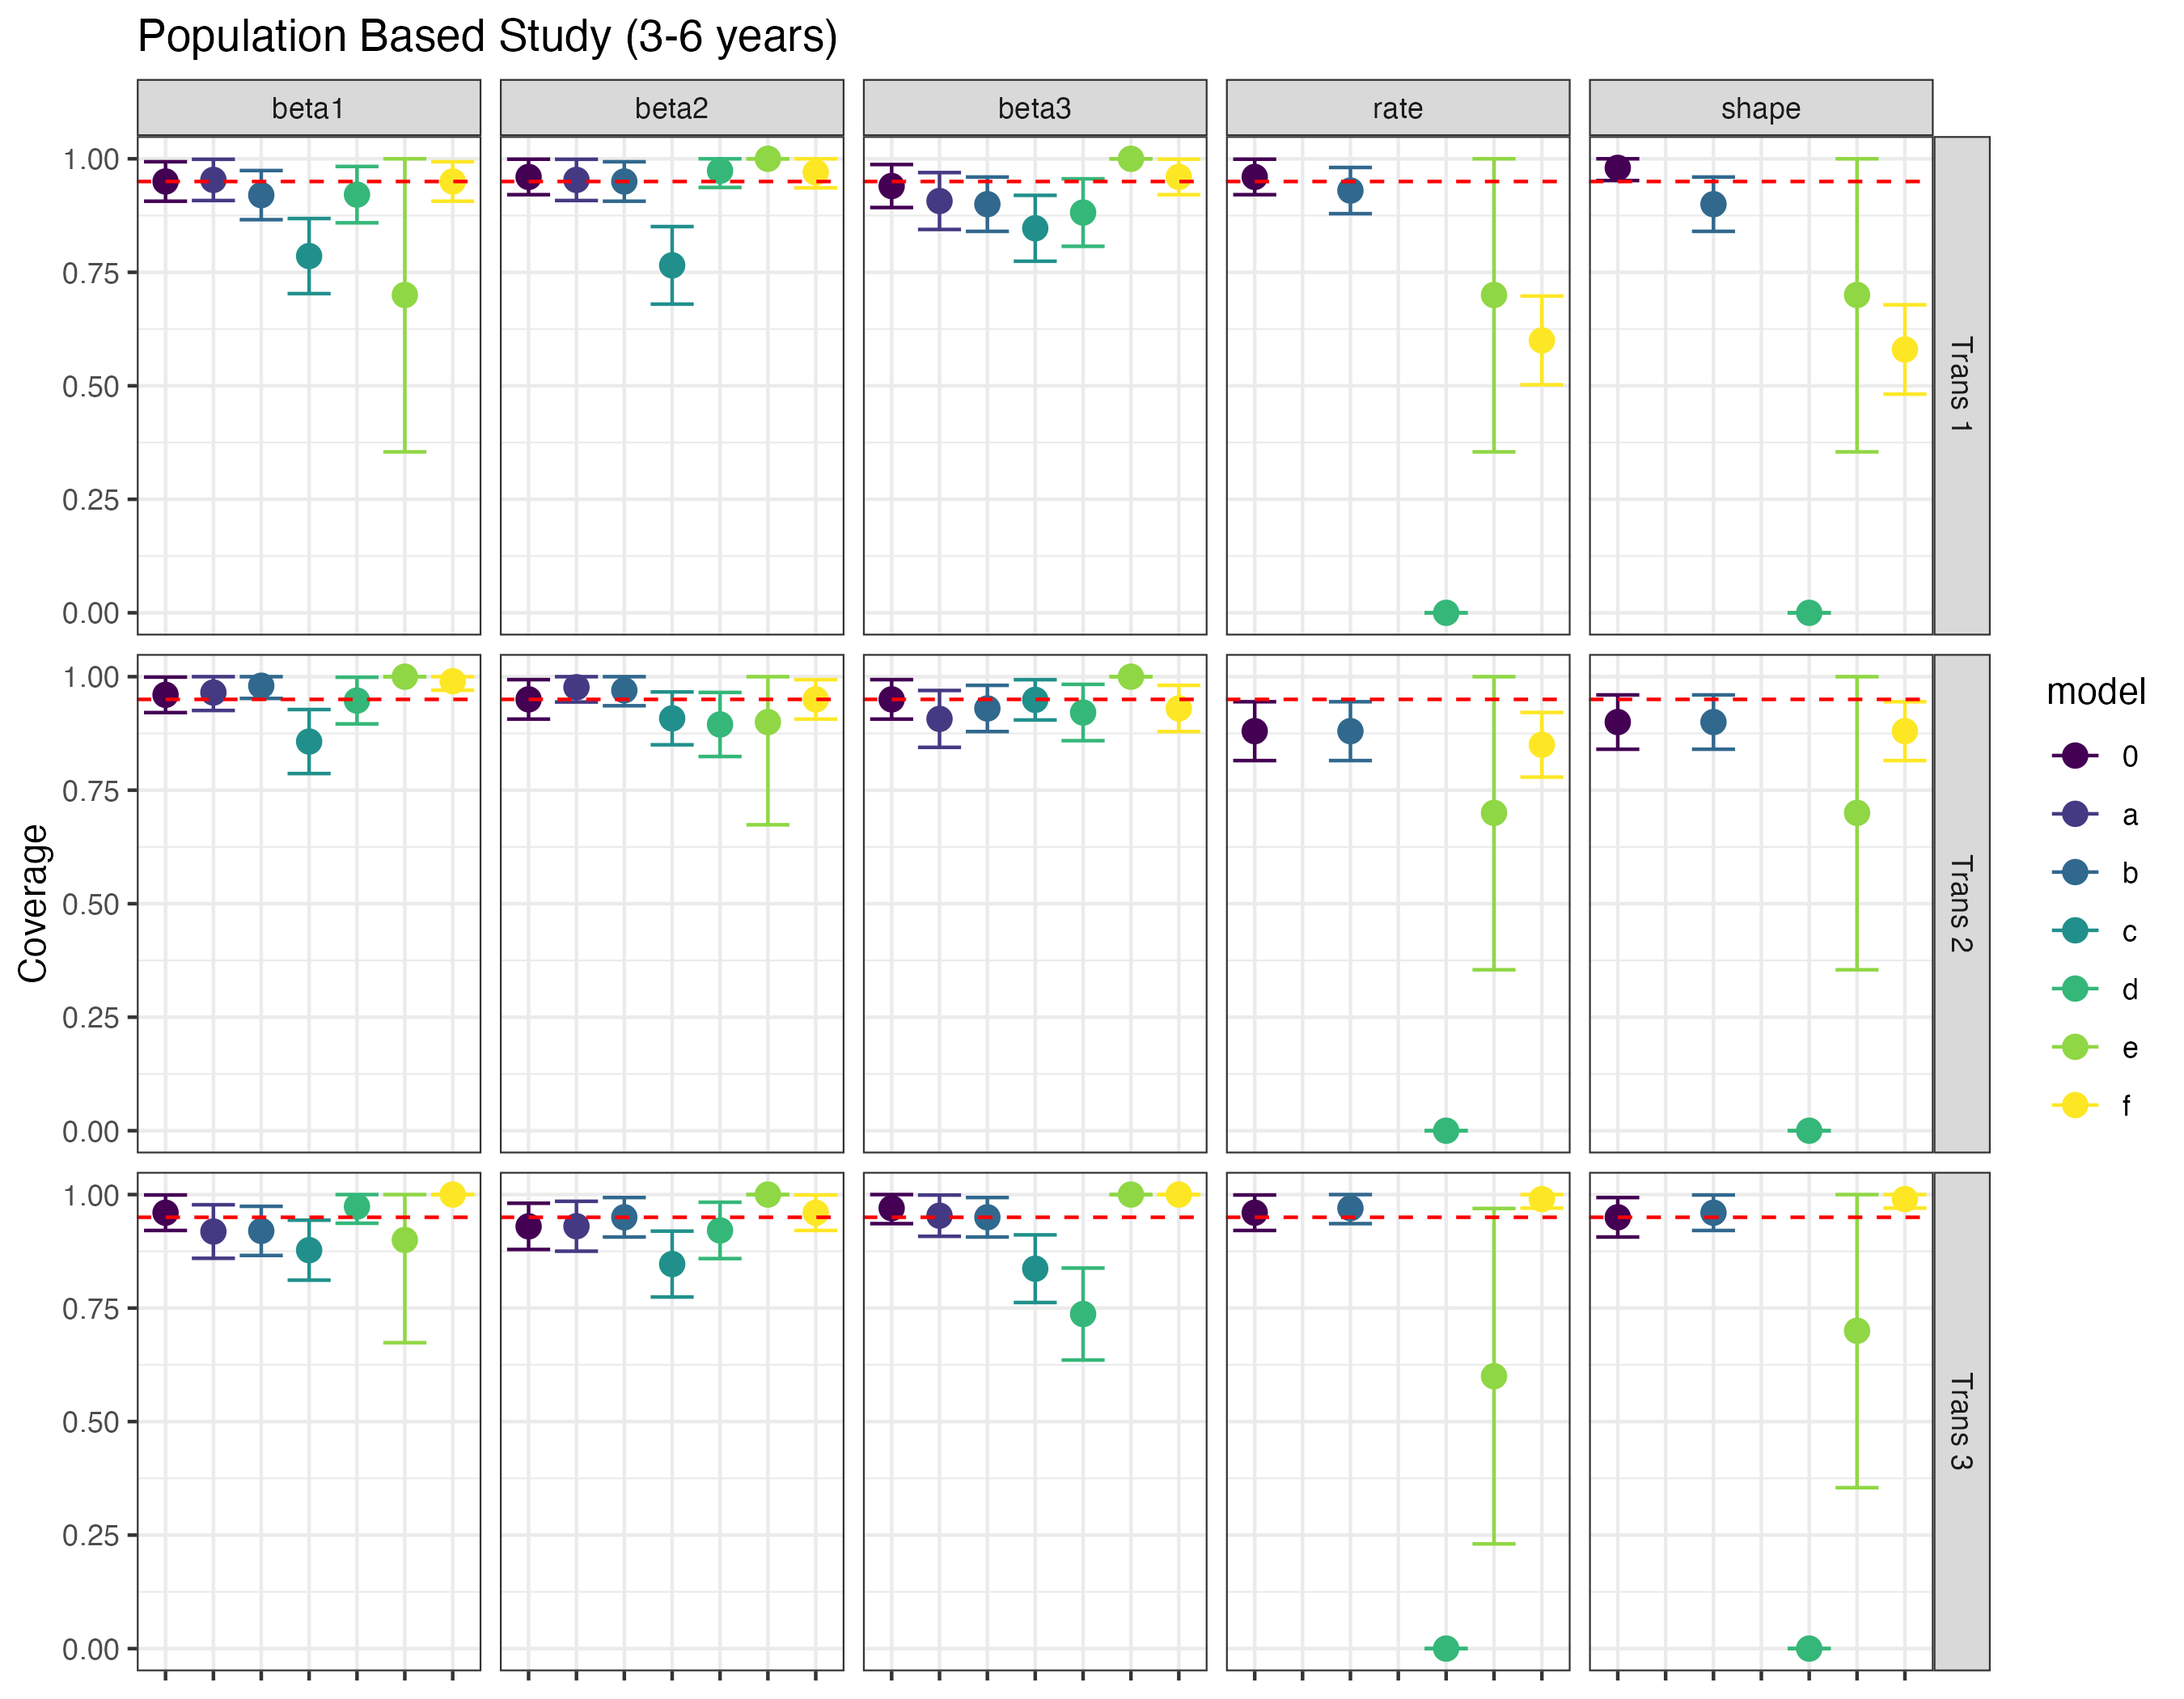 Population Based Study (3-6 years)
beta1 beta2 beta3 rate shape
1.00
0.75
0.50
0.25
0.00
Trans 1
1.00
0.75
0.50
0.25
0.00
Trans 2
1.00
0.75
0.50
0.25
0.00
Trans 3
Coverage
model
0
a
b
c
d
e
f